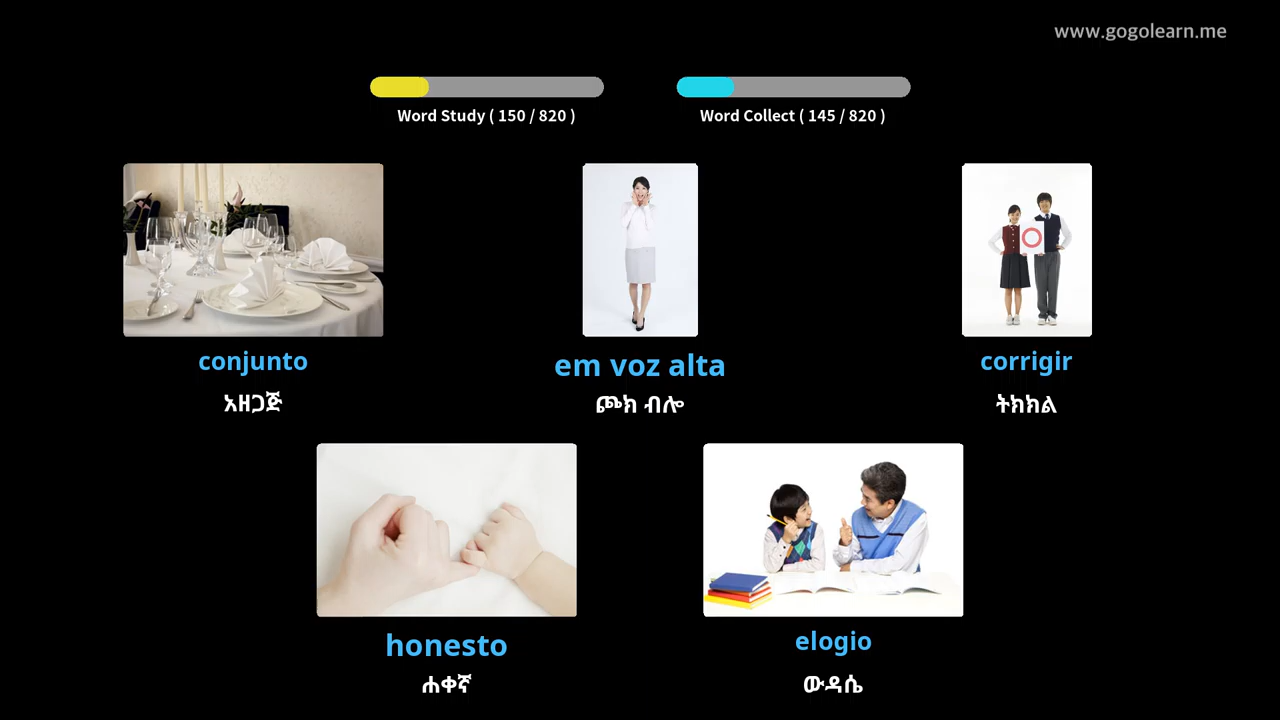 www.gogolearn.me
Word Study ( 150 / 820 )
Word Collect ( 145 / 820 )
conjunto
አዘጋጅ
em voz alta
ጮክ ብሎ
corrigir
ትክክል
honesto
ሐቀኛ
elogio
ውዳሴ